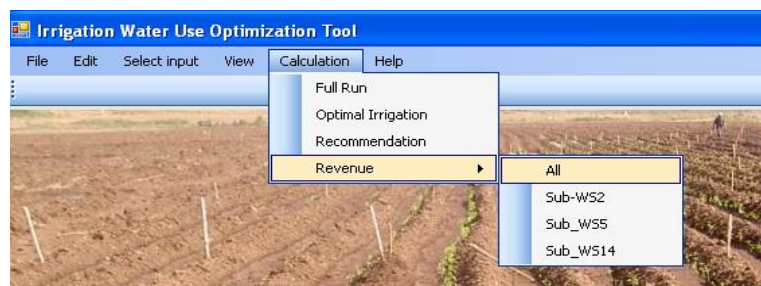 Irrigation Water Use Optimization Tool
File Edit Select input View Calculation Help
Full Run
Optimal Irrigation
Recommendation
Revenue
All
Sub-WS2
Sub_WS5
Sub_WS14